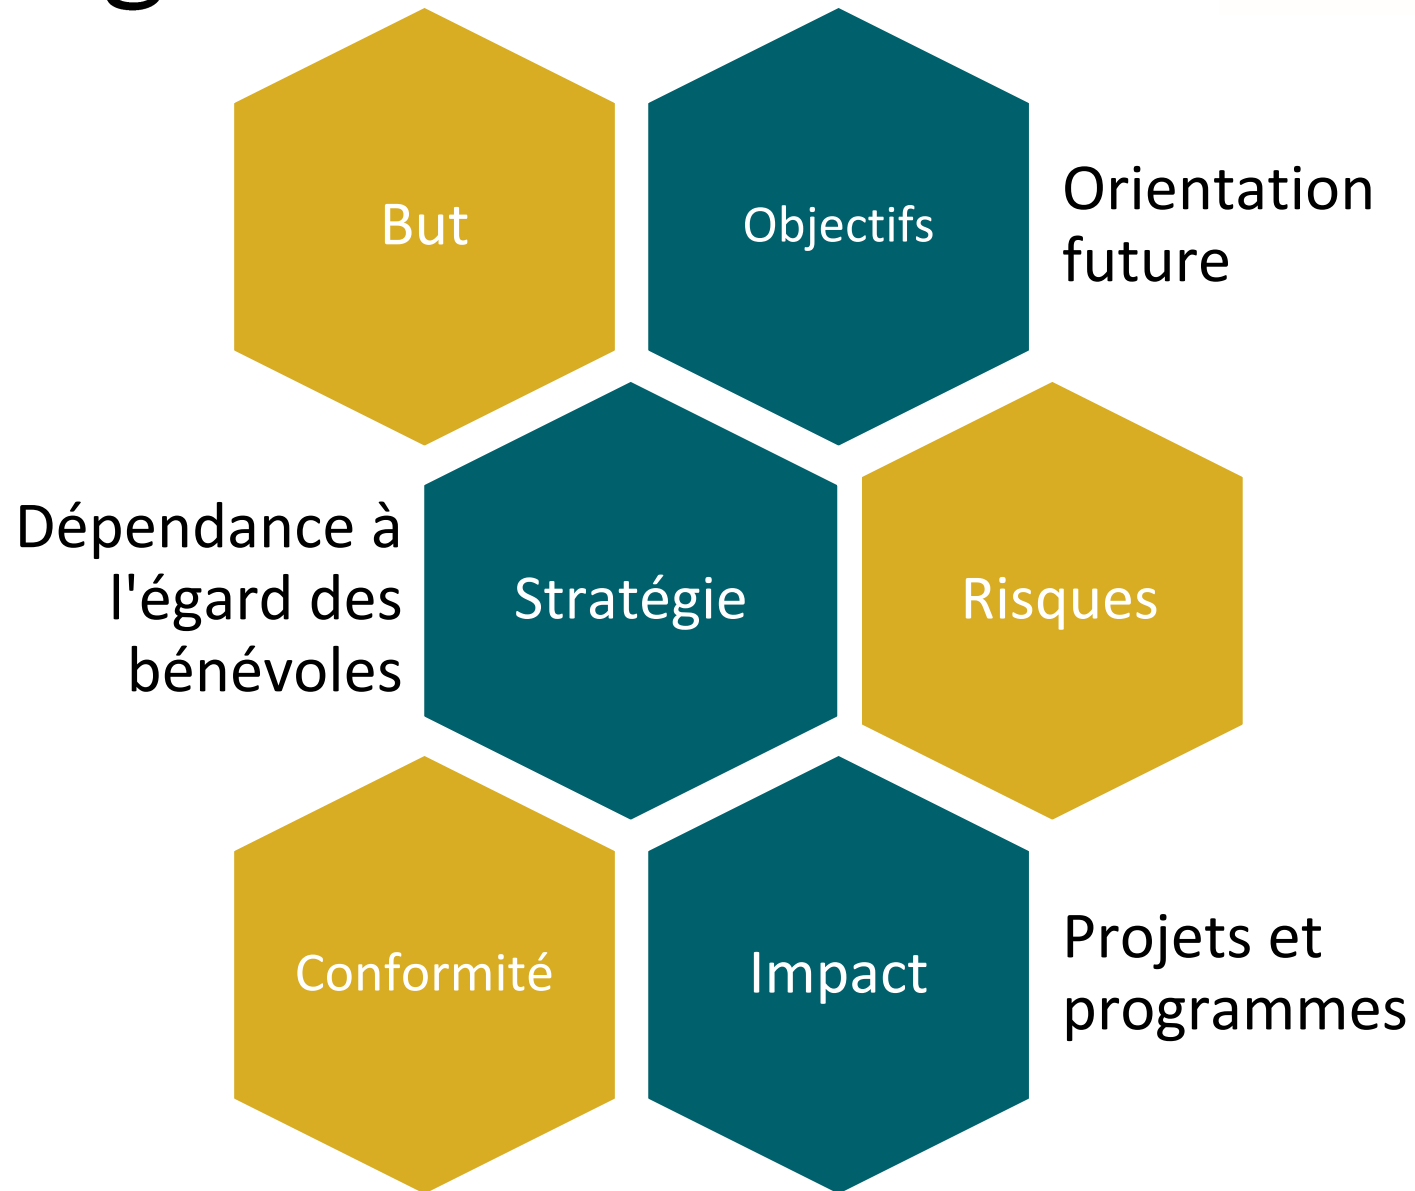 But
Objectifs
Orientation
future
Dépendance à
l'égard des
bénévoles
Stratégie
Risques
Conformité
Impact
Projets et
programmes